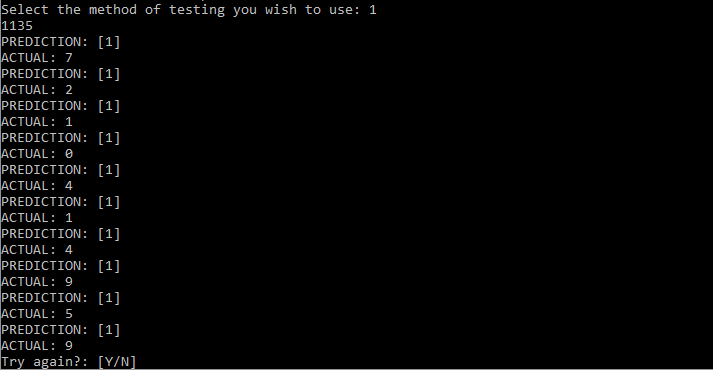 Select the method of testing you wish to use: 1
1135
PREDICTION: [1]
ACTUAL: 7
PREDICTION: [1]
ACTUAL: 2
PREDICTION: [1]
ACTUAL: 1
PREDICTION: [1]
ACTUAL: 0
PREDICTION: [1]
ACTUAL: 4
PREDICTION: [1]
ACTUAL: 1
PREDICTION: [1]
ACTUAL: 4
PREDICTION: [1]
ACTUAL: 9
PREDICTION: [1]
ACTUAL: 5
PREDICTION: [1]
ACTUAL: 9
Try again?: [Y/N]